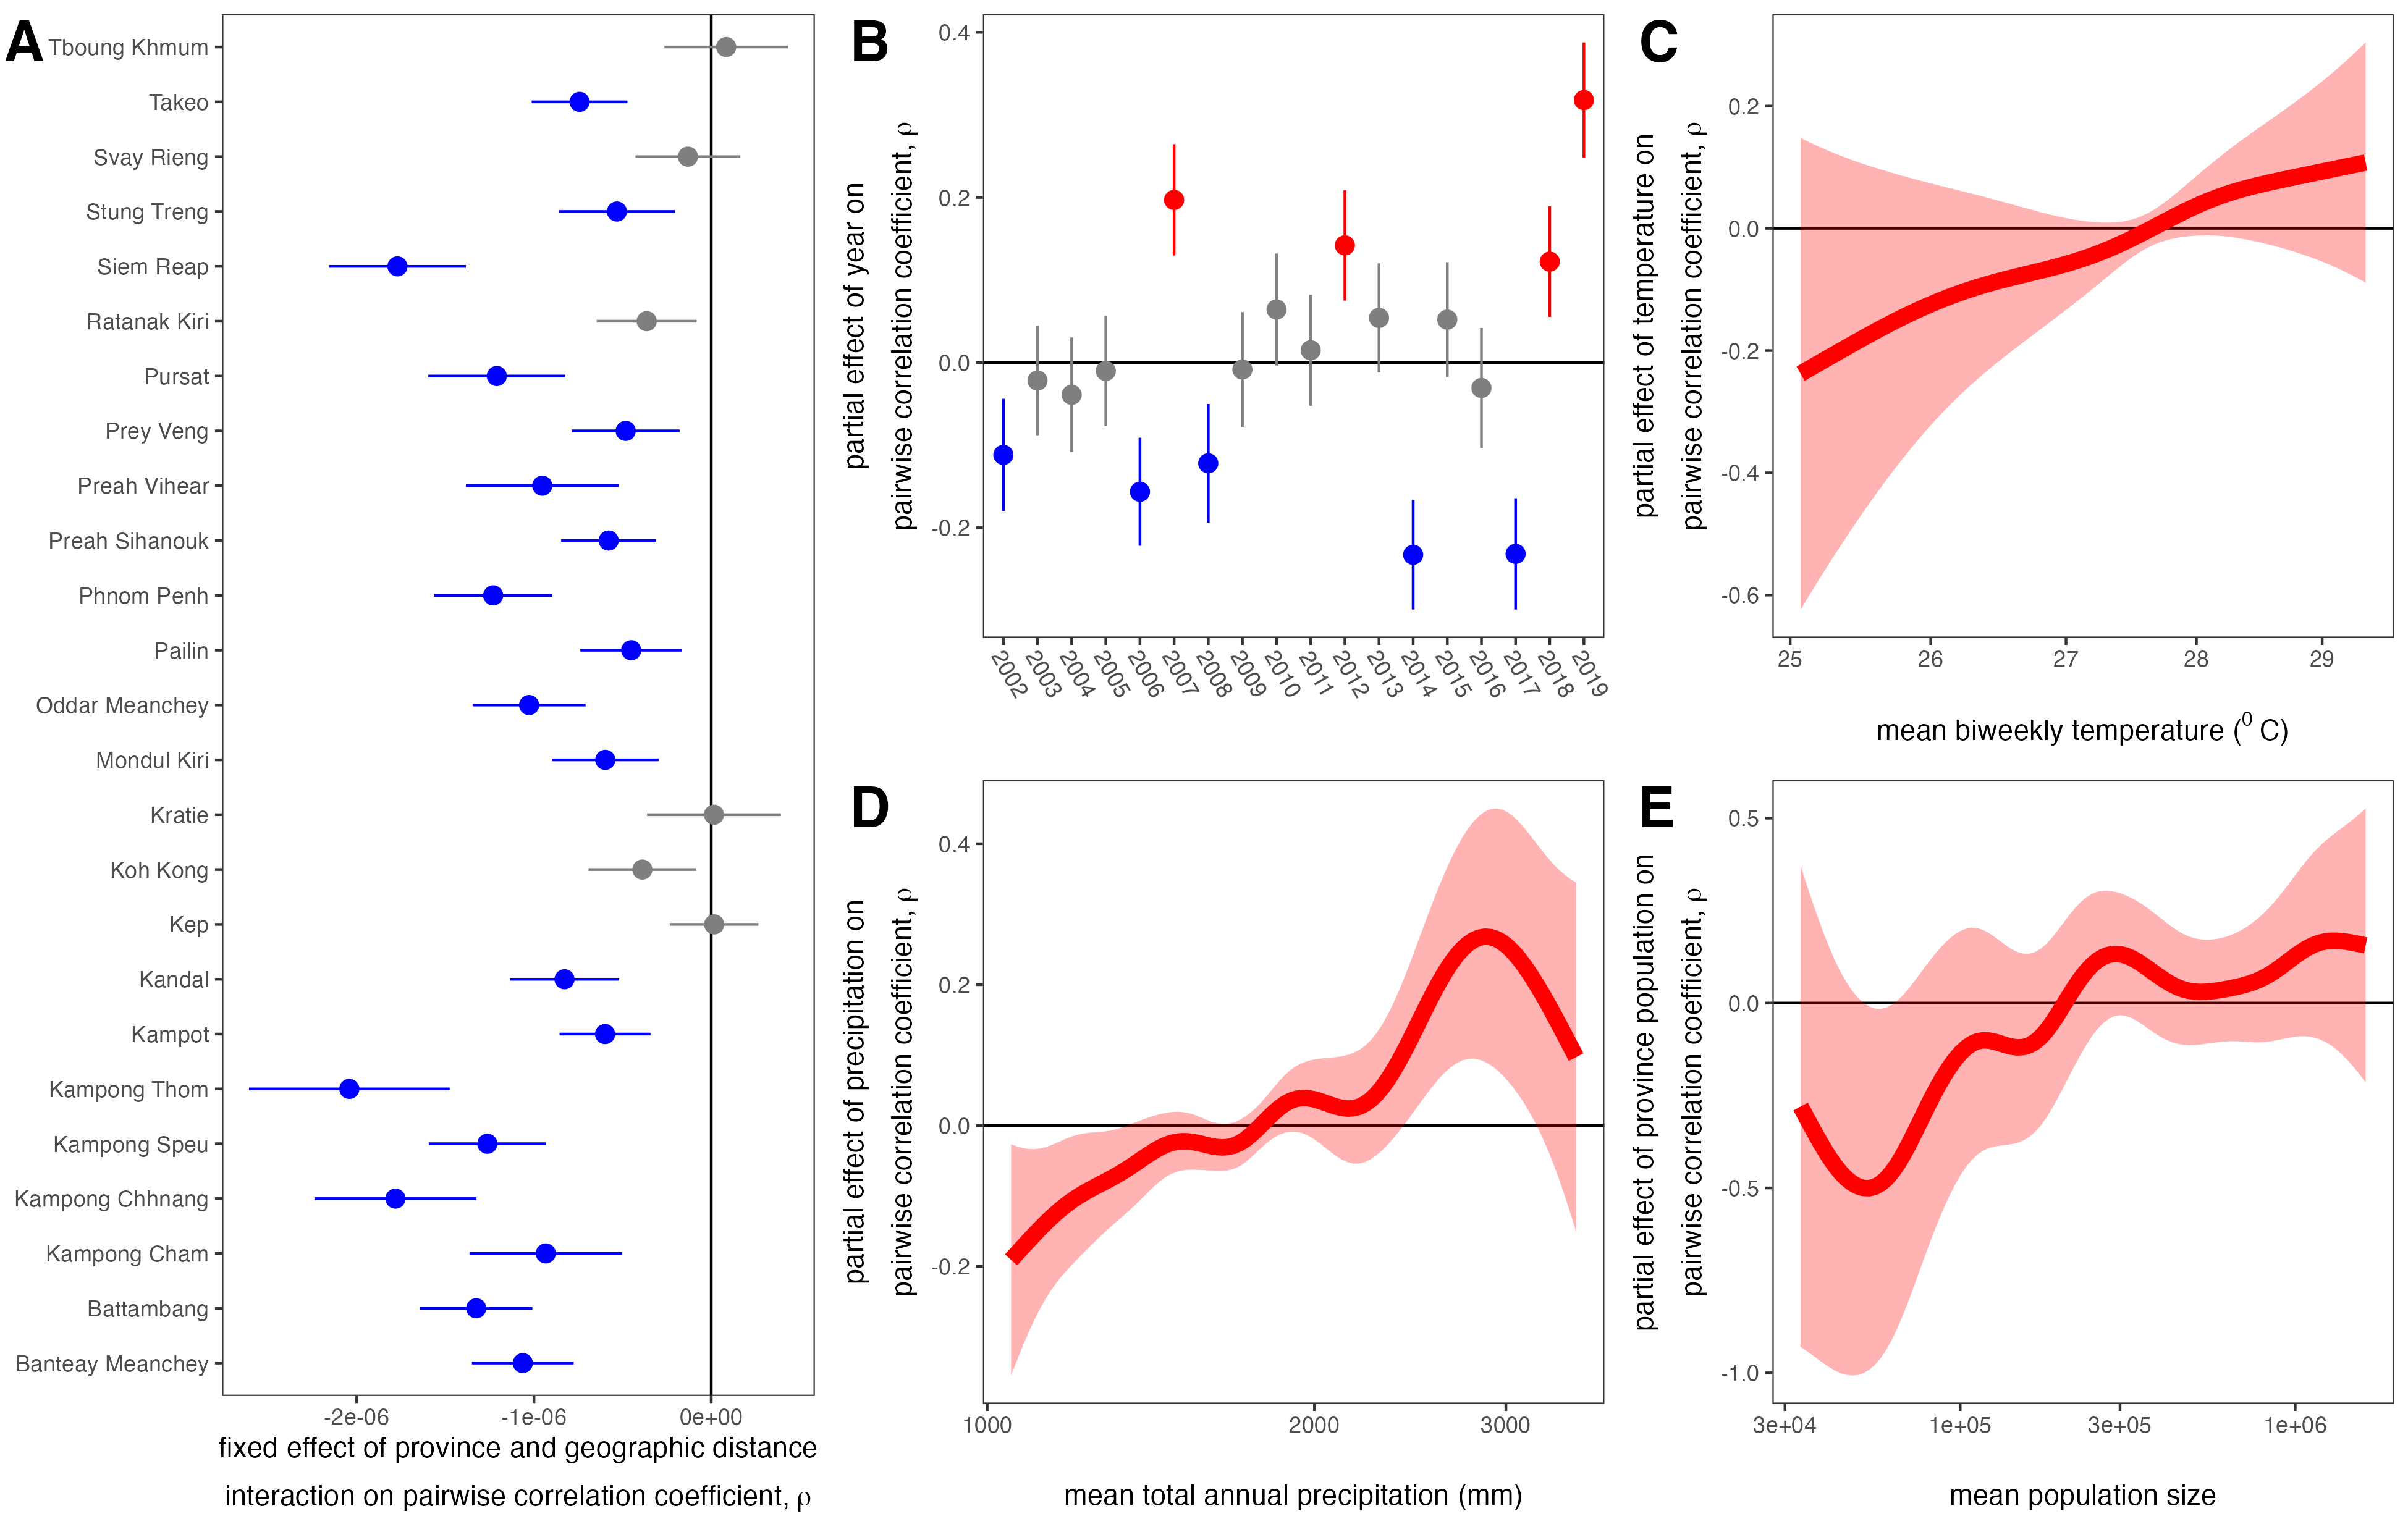 A
Tboung Khmum
Takeo
Svay Rieng
Stung Treng
Siem Reap
Ratanak Kiri
Pursat
Prey Veng
Preah Vihear
Preah Sihanouk
Phnom Penh
Pailin
Oddar Meanchey
Mondul Kiri
Kratie
Koh Kong
Kep
Kandal
Kampot
Kampong Thom
Kampong Speu
Kampong Chhnang
Kampong Cham
Battambang
Banteay Meanchey
-2e-06 -1e-06 0e+00
fixed effect of province and geographic distance
interaction on pairwise correlation coefficient, ρ
B
partial effect of year on
pairwise correlation coefficient, ρ
0.4
0.2
0.0
-0.2
2002 2003 2004 2005 2006 2007 2008 2009 2010 2011 2012 2013 2014 2015 2016 2017 2018 2019
C
partial effect of temperature on
pairwise correlation coefficient, ρ
0.2
0.0
-0.2
-0.4
-0.6
25 26 27 28 29
mean biweekly temperature (⁰ C)
D
partial effect of precipitation on
pairwise correlation coefficient, ρ
0.4
0.2
0.0
-0.2
1000 2000 3000
mean total annual precipitation (mm)
E
partial effect of province population on
pairwise correlation coefficient, ρ
0.5
0.0
-0.5
-1.0
3e+04 1e+05 3e+05 1e+06
mean population size